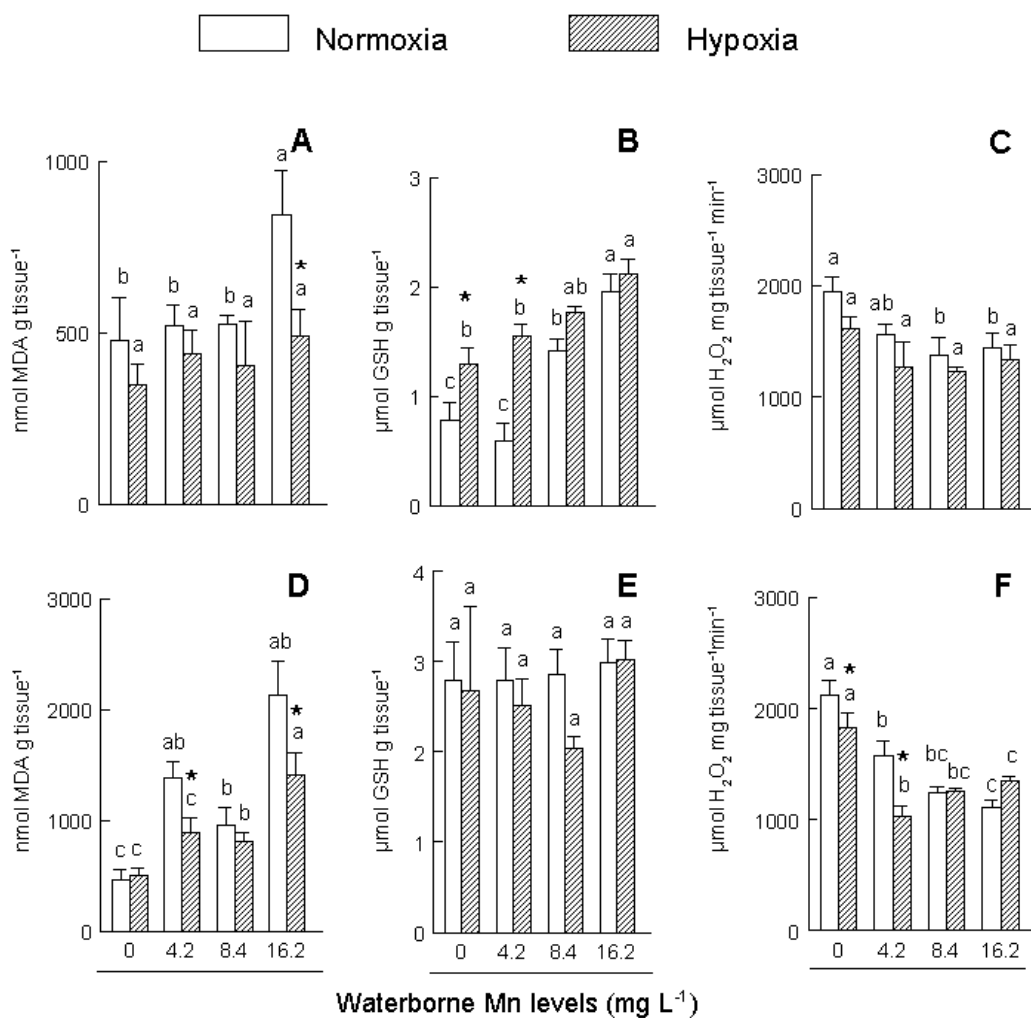 Normoxia Hypoxia
A
nmol MDA g tissue⁻¹
1000
500
0
b a b a b a a * a
B
µmol GSH g tissue⁻¹
3
2
1
0
c * b c * b b ab a a
C
µmol H₂O₂ mg tissue⁻¹ min⁻¹
3000
2000
1000
0
a a ab a b a b a
D
nmol MDA g tissue⁻¹
3000
2000
1000
0
c c ab * c b b ab * a
0 4.2 8.4 16.2
E
µmol GSH g tissue⁻¹
4
3
2
1
0
a a a a a a a a
0 4.2 8.4 16.2
F
µmol H₂O₂ mg tissue⁻¹min⁻¹
3000
2000
1000
0
a * a b * b bc bc c c
0 4.2 8.4 16.2
Waterborne Mn levels (mg L⁻¹)